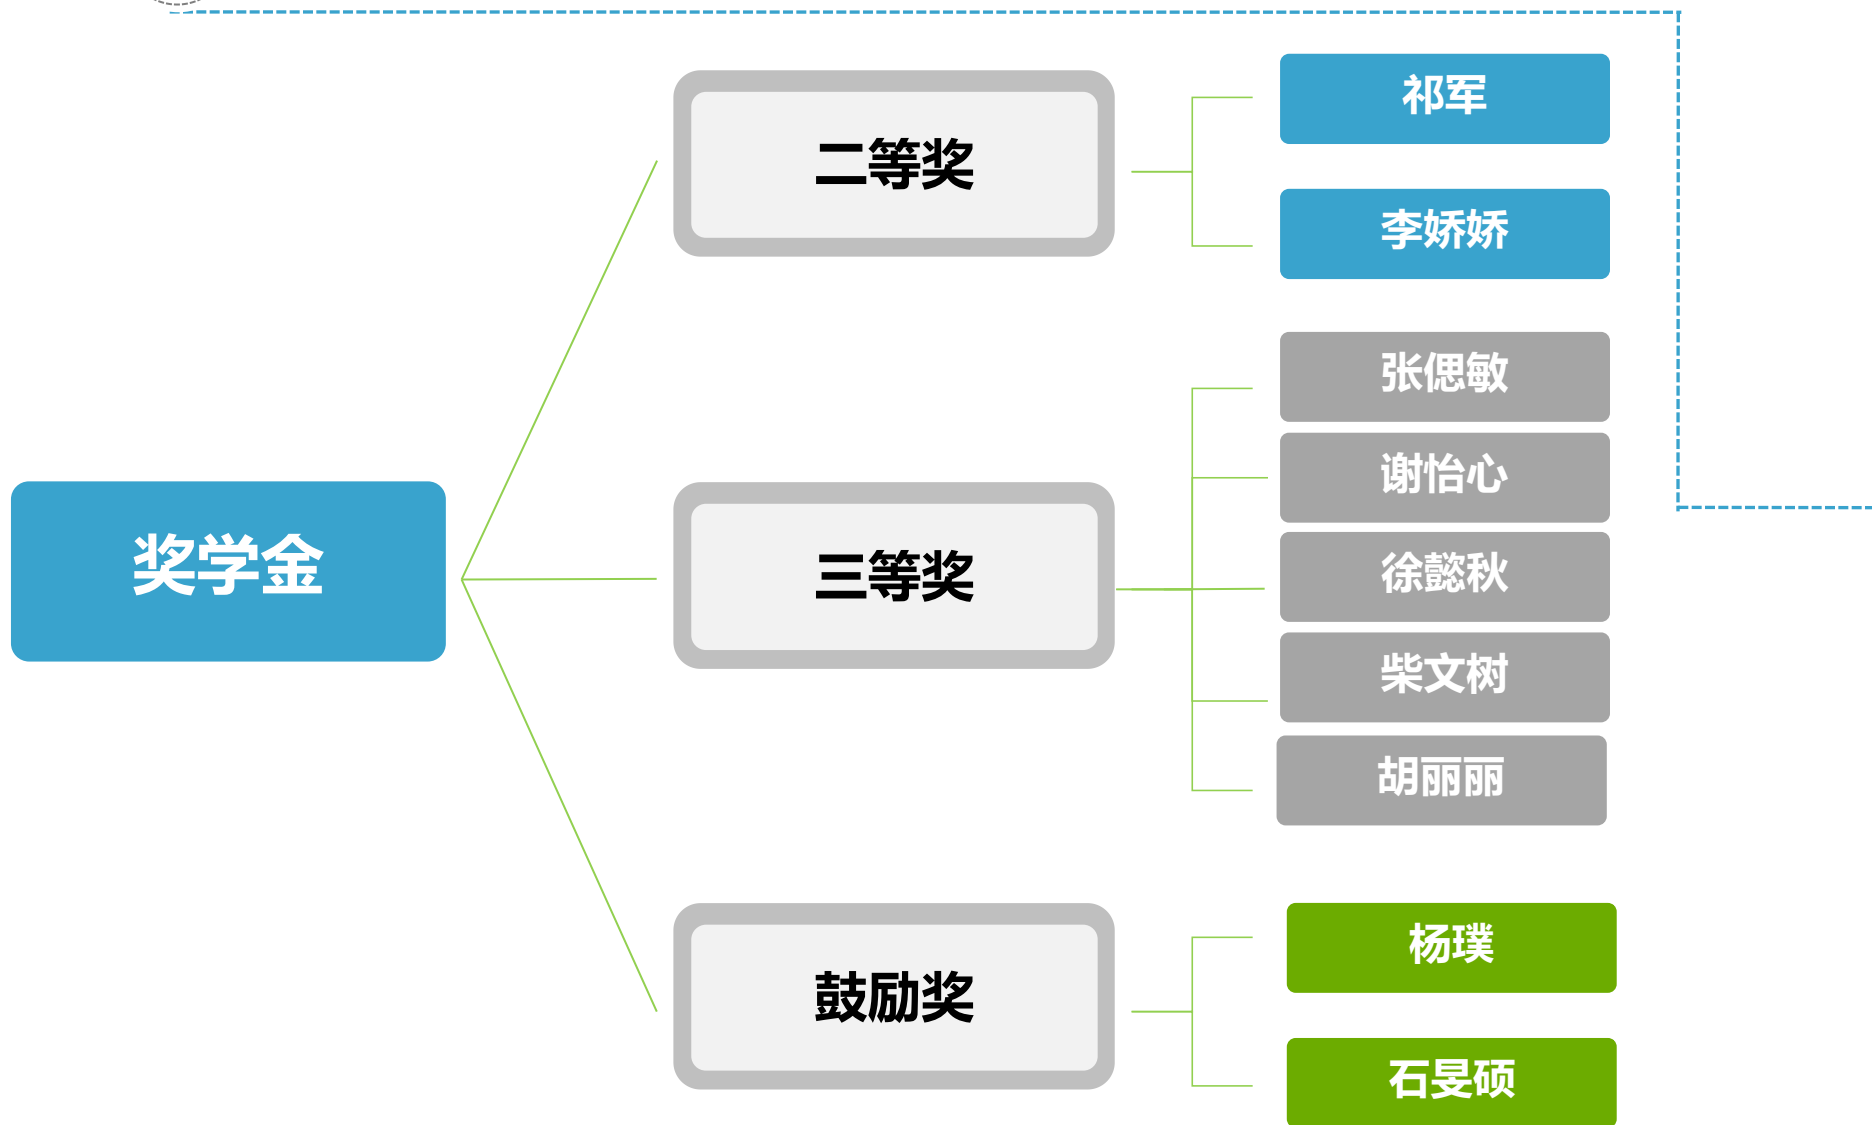 奖学金
二等奖
祁军
李娇娇
三等奖
张偲敏
谢怡心
徐懿秋
柴文树
胡丽丽
鼓励奖
杨璞
石旻硕